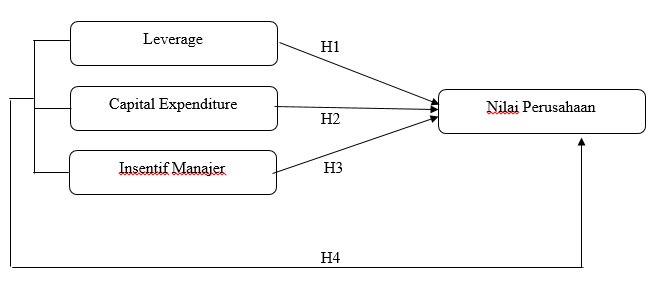 Leverage
H1
Capital Expenditure
H2
Nilai Perusahaan
Insentif Manajer
H3
H4